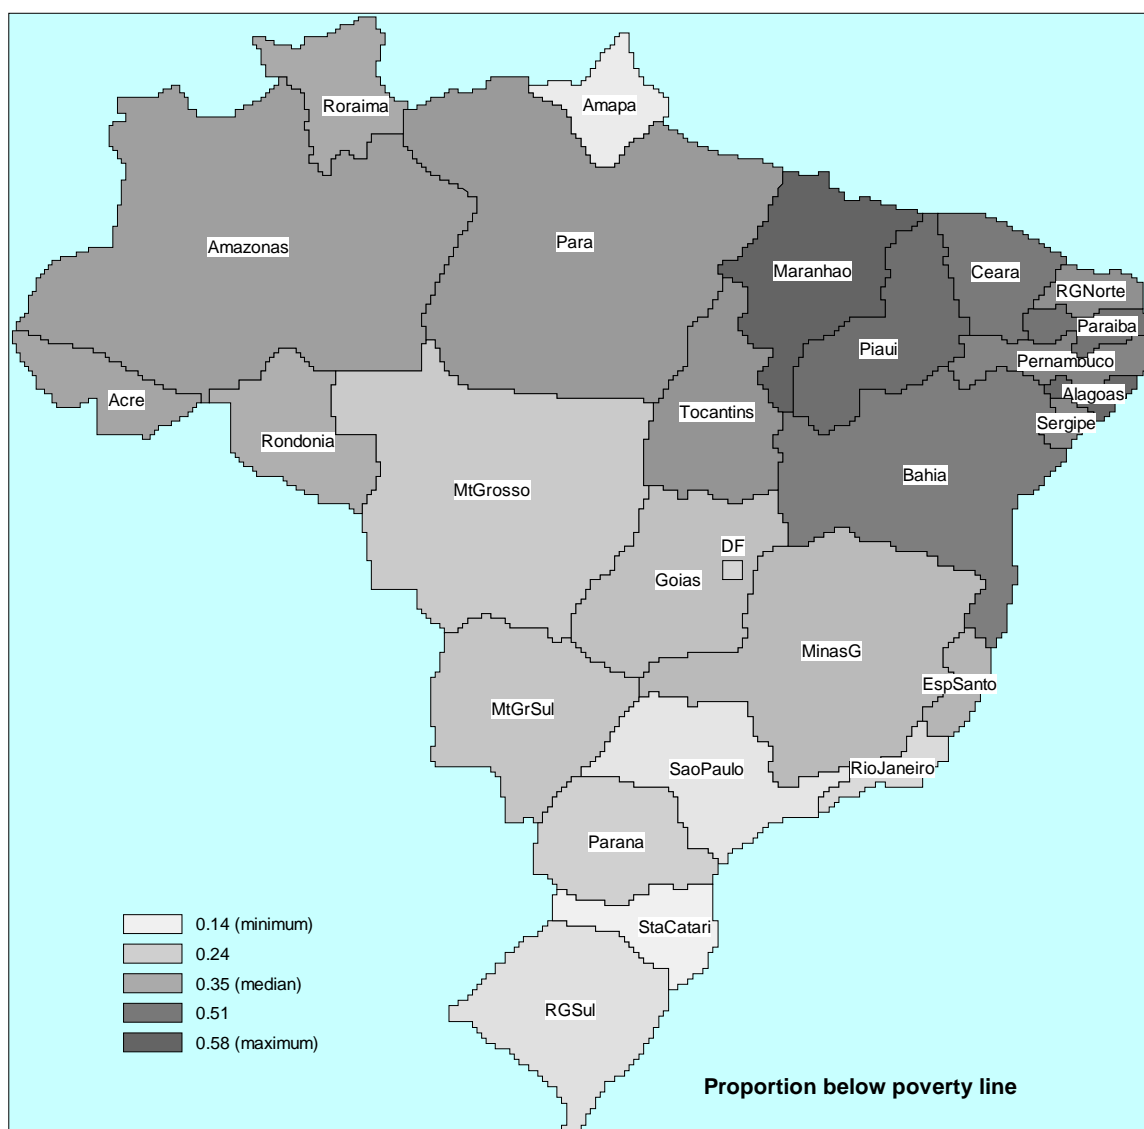 Roraima
Amapa
Amazonas
Para
Maranhao
Ceara
RGNorte
Paraiba
Piaui
Pernambuco
Acre
Alagoas
Tocantins
Sergipe
Rondonia
Bahia
MtGrosso
DF
Goias
MinasG
EspSanto
MtGrSul
SaoPaulo
RioJaneiro
Parana
StaCatari
RGSul
0.14 (minimum)
0.24
0.35 (median)
0.51
0.58 (maximum)
Proportion below poverty line